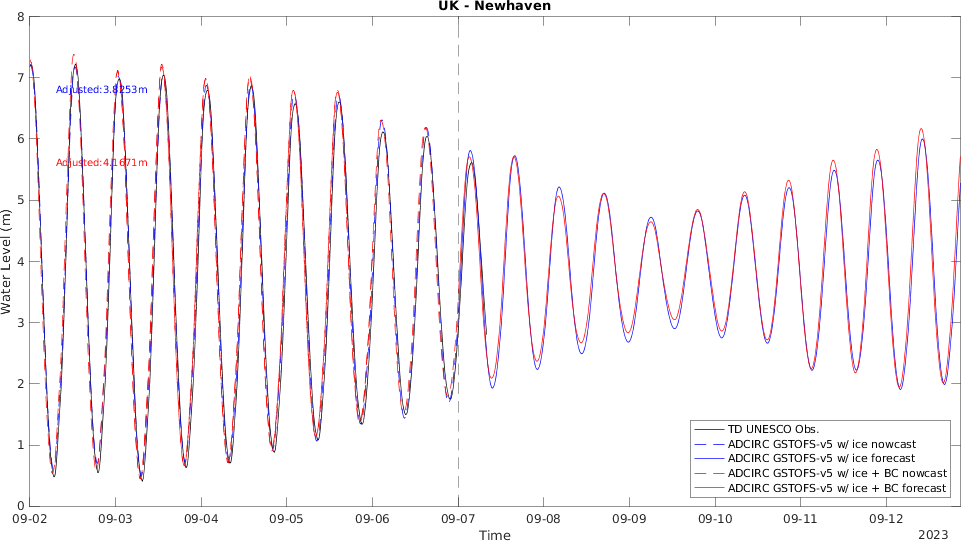 UK - Newhaven
8
7
6
5
4
3
2
1
0
Water Level (m)
Adjusted:3.8253m
Adjusted:4.1671m
TD UNESCO Obs.
ADCIRC GSTOFS-v5 w/ ice nowcast
ADCIRC GSTOFS-v5 w/ ice forecast
ADCIRC GSTOFS-v5 w/ ice + BC nowcast
ADCIRC GSTOFS-v5 w/ ice + BC forecast
09-02 09-03 09-04 09-05 09-06 09-07 09-08 09-09 09-10 09-11 09-12
Time
2023